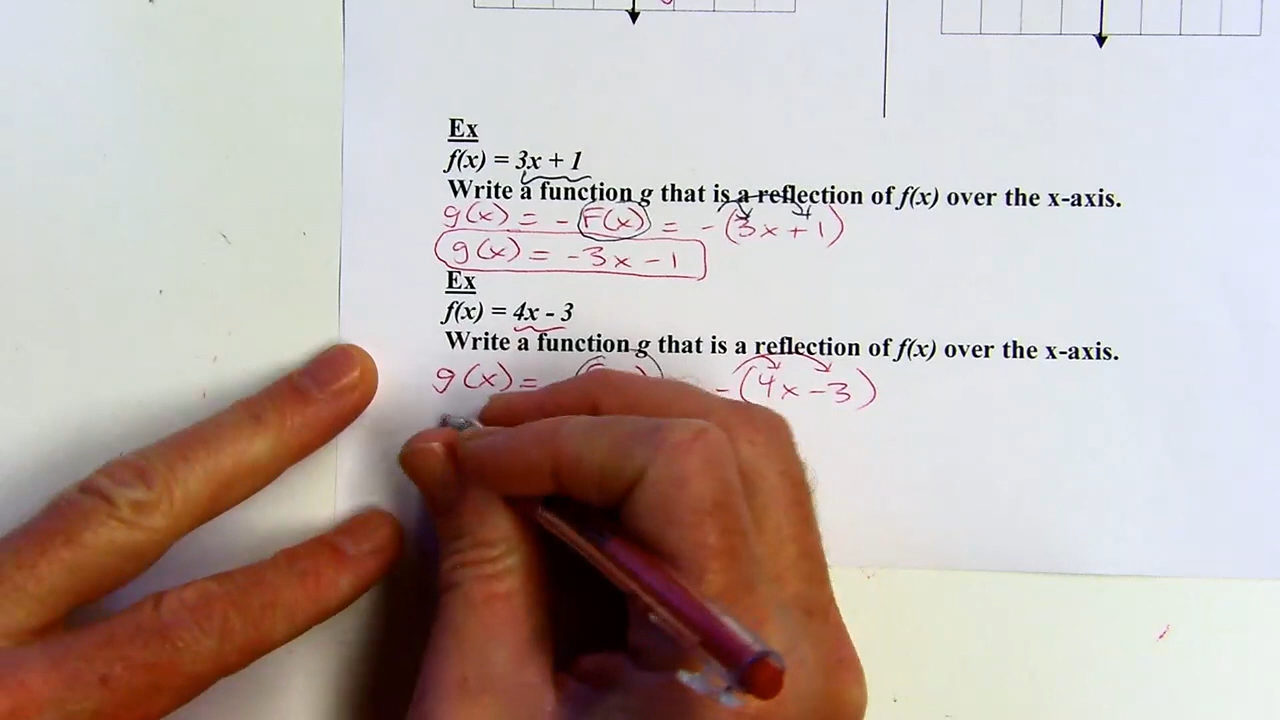 Ex
f(x) = 3x + 1
Write a function g that is a reflection of f(x) over the x-axis.
g(x) = -F(x) = -(3x+1)
g(x) = -3x-1
Ex
f(x) = 4x - 3
Write a function g that is a reflection of f(x) over the x-axis.
g(x) = -(4x-3)